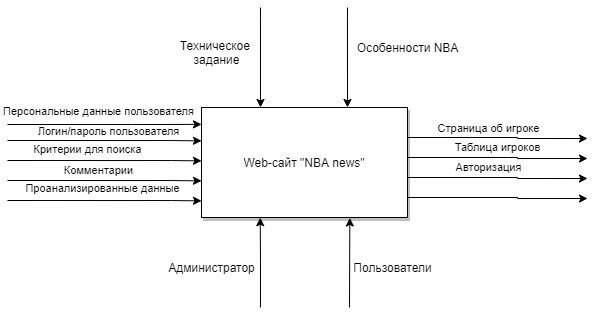 Техническое
задание
Особенности NBA
Персональные данные пользователя
Логин/пароль пользователя
Критерии для поиска
Комментарии
Проанализированные данные
Web-сайт "NBA news"
Страница об игроке
Таблица игроков
Авторизация
Администратор
Пользователи